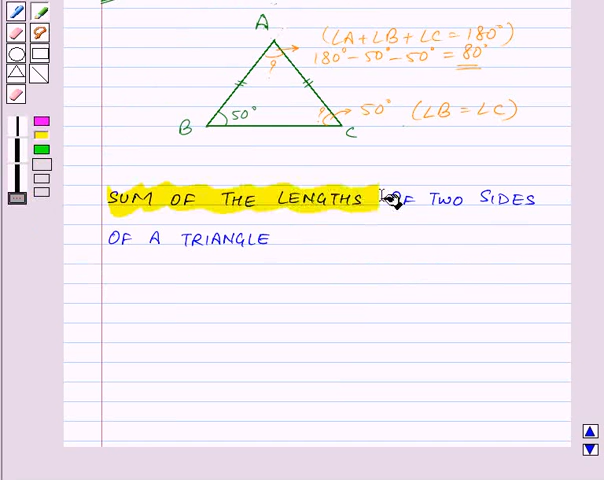 A
(∠A+∠B+∠C=180°)
180°-50°-50°=80°
?
50°
?
50° (∠B=∠C)
B
C
SUM OF THE LENGTHS OF TWO SIDES
OF A TRIANGLE